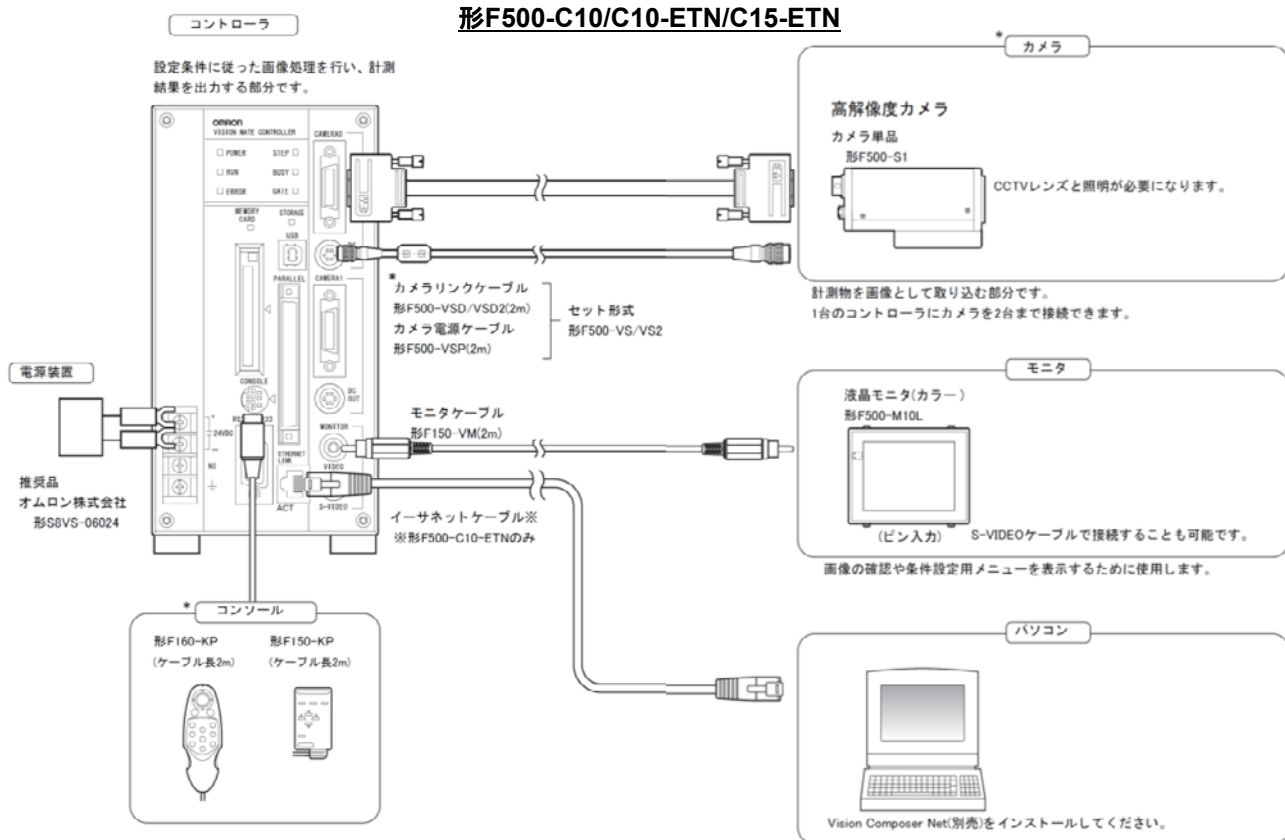 形F500-C10/C10-ETN/C15-ETN
コントローラ
設定条件に従った画像処理を行い、計測
結果を出力する部分です。
OMRON
VISION MATE CONTROLLER
POWER
STEP
RUN
BUSY
ERROR
GATE
MEMORY
CARD
STORAGE
USB
PARALLEL
CONSOLE
CAMERA0
DC
CAMERA1
DC
OUT
MONITOR
VIDEO
S-VIDEO
ETHERNET
LINK
ACT
+
24VDC
−
NC
*
カメラリンクケーブル
形F500-VSD/VSD2(2m)
カメラ電源ケーブル
形F500-VSP(2m)
セット形式
形F500-VS/VS2
モニタケーブル
形F150-VM(2m)
イーサネットケーブル※
※形F500-C10-ETNのみ
電源装置
推奨品
オムロン株式会社
形S8VS-06024
*
コンソール
形F160-KP
(ケーブル長2m)
形F150-KP
(ケーブル長2m)
*
カメラ
高解像度カメラ
カメラ単品
形F500-S1
CCTVレンズと照明が必要になります。
計測物を画像として取り込む部分です。
1台のコントローラにカメラを2台まで接続できます。
モニタ
液晶モニタ(カラー)
形F500-M10L
(ピン入力)
S-VIDEOケーブルで接続することも可能です。
画像の確認や条件設定用メニューを表示するために使用します。
パソコン
Vision Composer Net(別売)をインストールしてください。